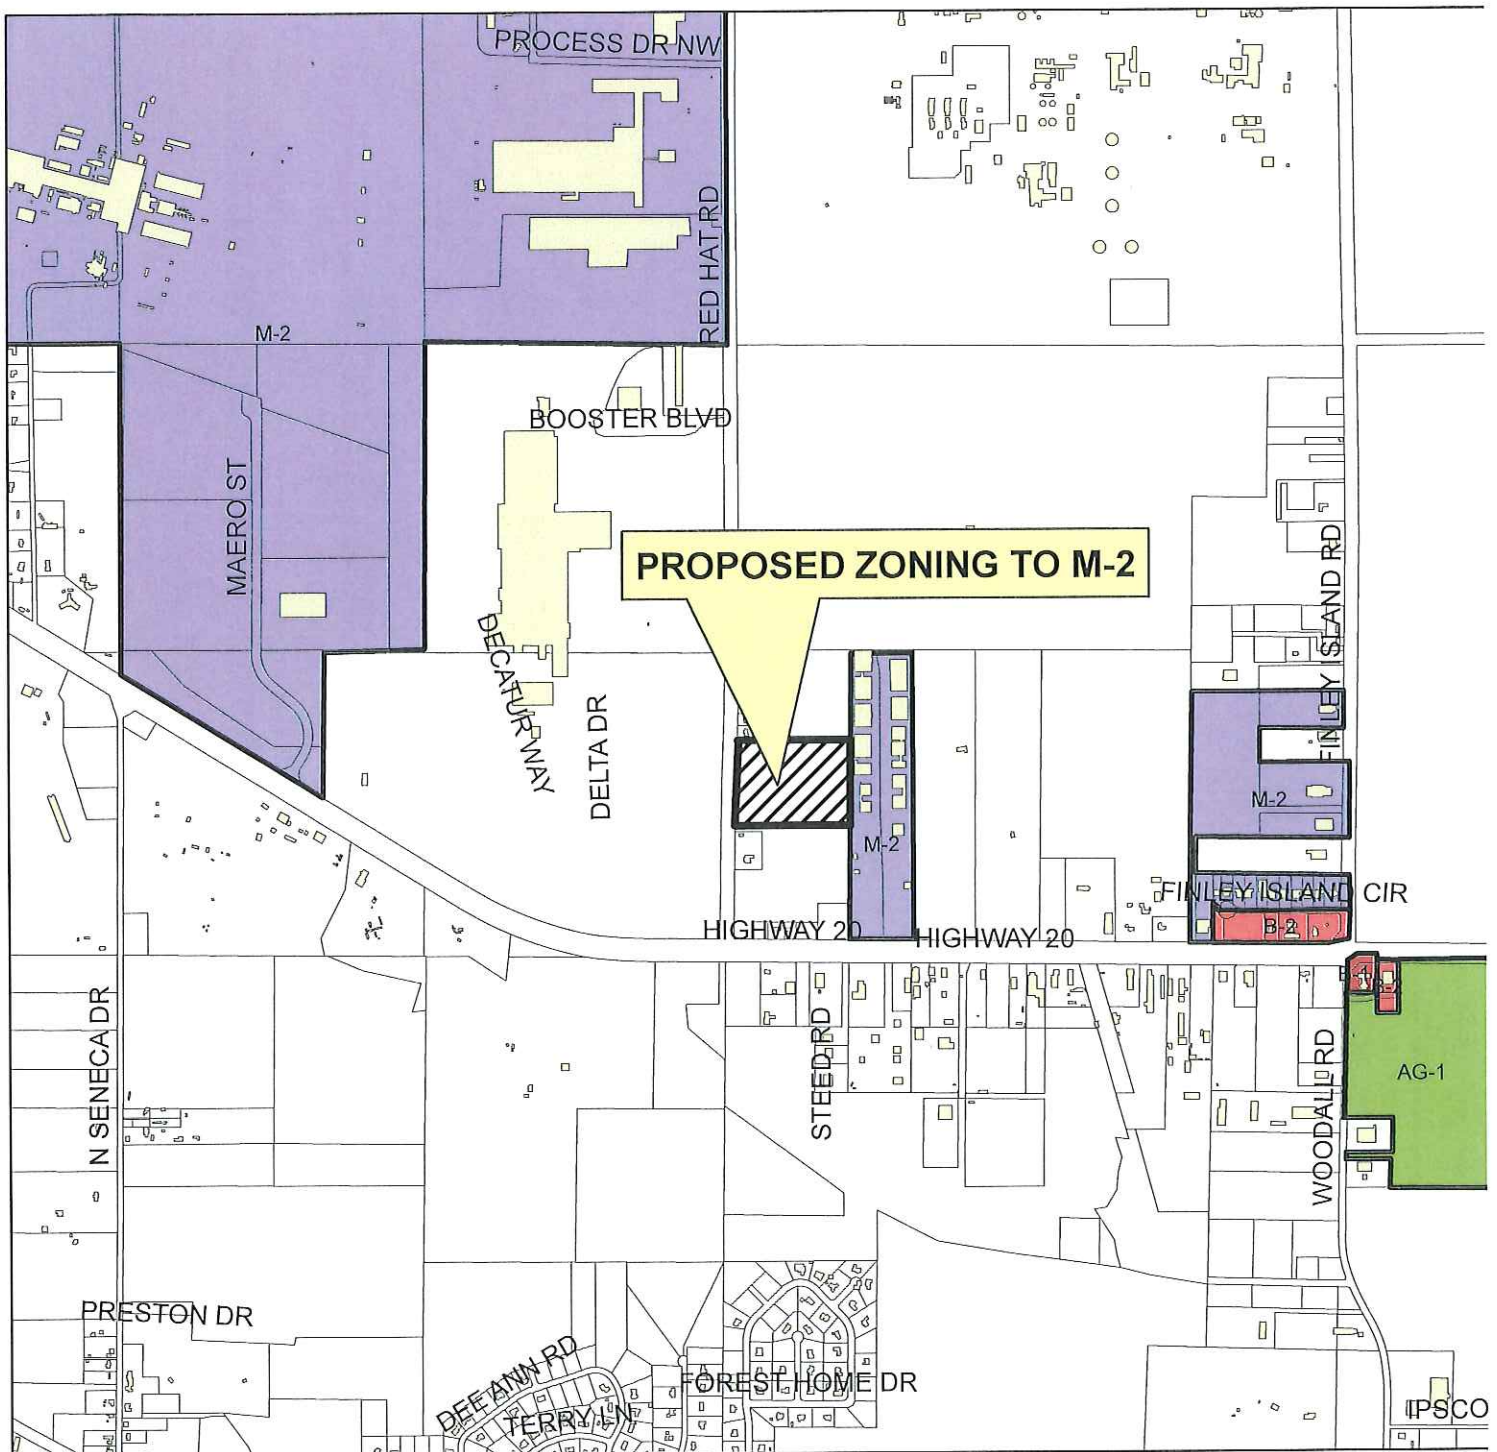 PROCESS DR NW
RED HAT RD
M-2
BOOSTER BLVD
MAERO ST
PROPOSED ZONING TO M-2
FINLEY ISLAND RD
DECATUR WAY
DELTA DR
M-2
M-2
FINLEY ISLAND CIR
B-2
HIGHWAY 20
HIGHWAY 20
N SENECA DR
STEED RD
WOODALL RD
AG-1
PRESTON DR
DEE ANN RD
TERRY LN
FOREST HOME DR
IPSCO